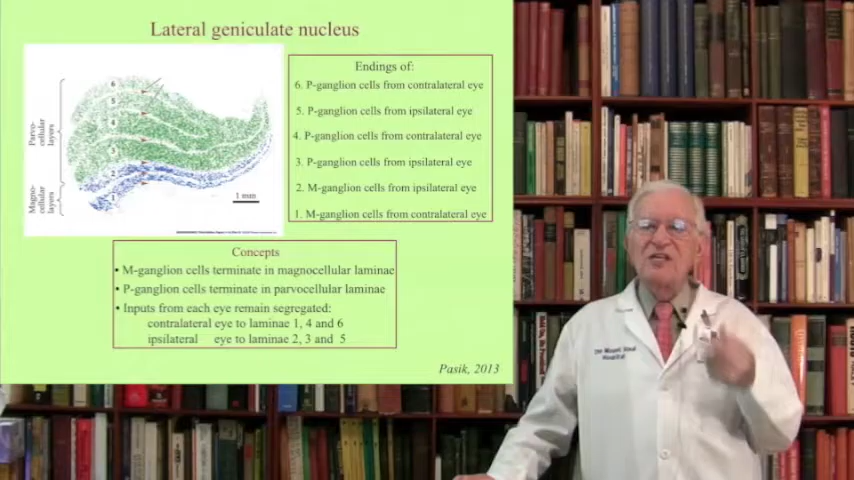 Lateral geniculate nucleus
Parvo-
cellular
layers
Magno-
cellular
layers
6
5
4
3
2
1
1 mm
Endings of:
6. P-ganglion cells from contralateral eye
5. P-ganglion cells from ipsilateral eye
4. P-ganglion cells from contralateral eye
3. P-ganglion cells from ipsilateral eye
2. M-ganglion cells from ipsilateral eye
1. M-ganglion cells from contralateral eye
Concepts
• M-ganglion cells terminate in magnocellular laminae
• P-ganglion cells terminate in parvocellular laminae
• Inputs from each eye remain segregated:
contralateral eye to laminae 1, 4 and 6
ipsilateral eye to laminae 2, 3 and 5
Pasik, 2013
The Mount Sinai
Hospital